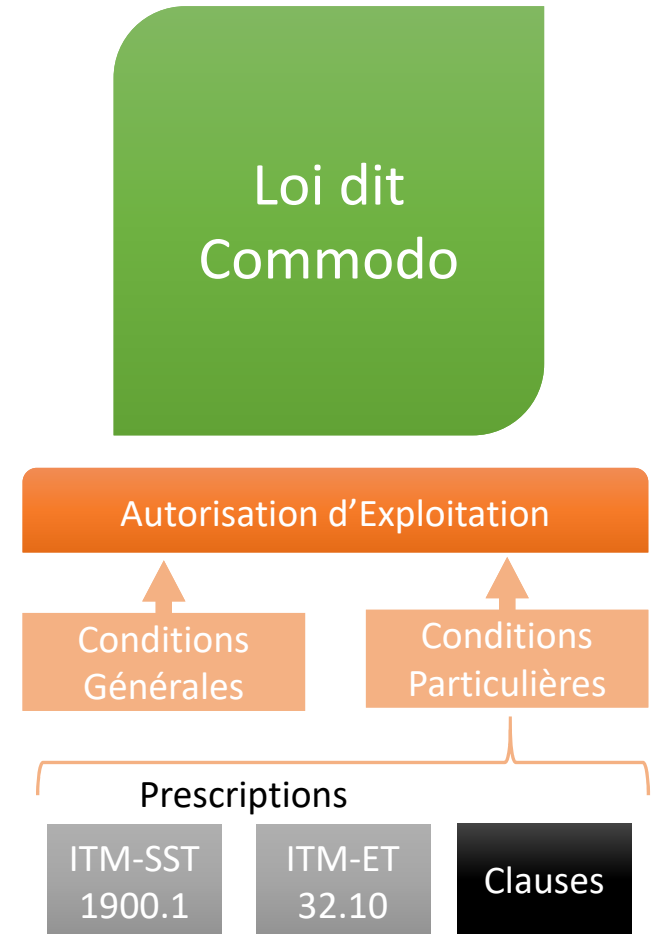 Loi dit
Commodo
Autorisation d’Exploitation
Conditions
Générales
Conditions
Particulières
Prescriptions
ITM-SST
1900.1
ITM-ET
32.10
Clauses